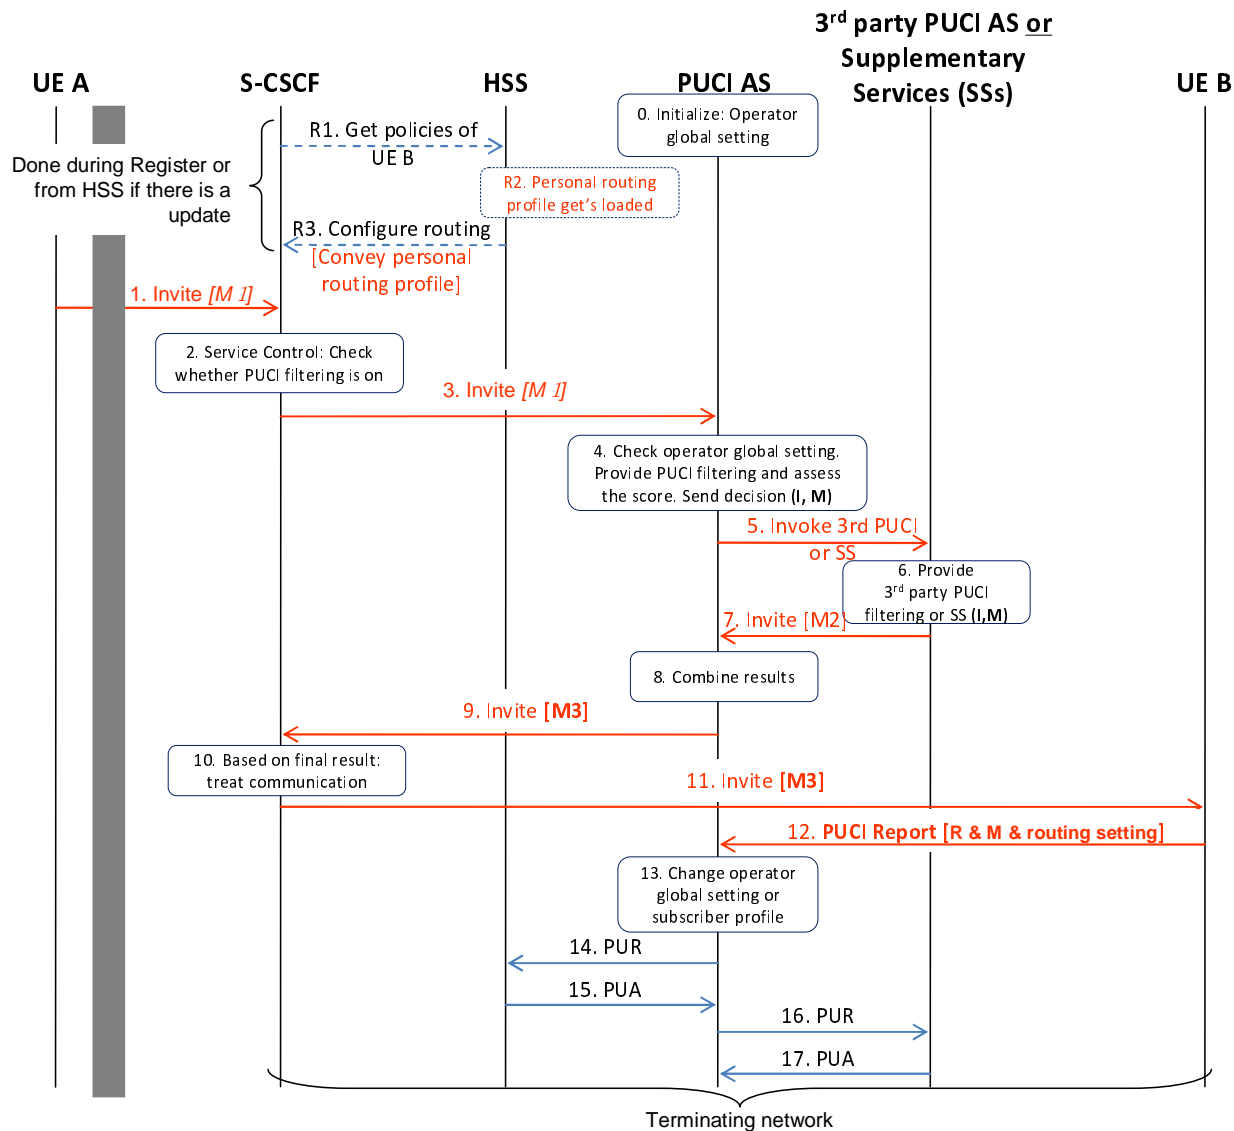 3rd party PUCI AS or
Supplementary
Services (SSs)
UE A
S-CSCF
HSS
PUCI AS
UE B
0. Initialize: Operator
global setting
R1. Get policies of
UE B
Done during Register or
from HSS if there is a
update
R2. Personal routing
profile get's loaded
R3. Configure routing
[Convey personal
routing profile]
1. Invite [M 1]
2. Service Control: Check
whether PUCI filtering is on
3. Invite [M 1]
4. Check operator global setting.
Provide PUCI filtering and assess
the score. Send decision (I, M)
5. Invoke 3rd PUCI
or SS
6. Provide
3rd party PUCI
filtering or SS (I,M)
7. Invite [M2]
8. Combine results
9. Invite [M3]
10. Based on final result:
treat communication
11. Invite [M3]
12. PUCI Report [R & M & routing setting]
13. Change operator
global setting or
subscriber profile
14. PUR
15. PUA
16. PUR
17. PUA
Terminating network